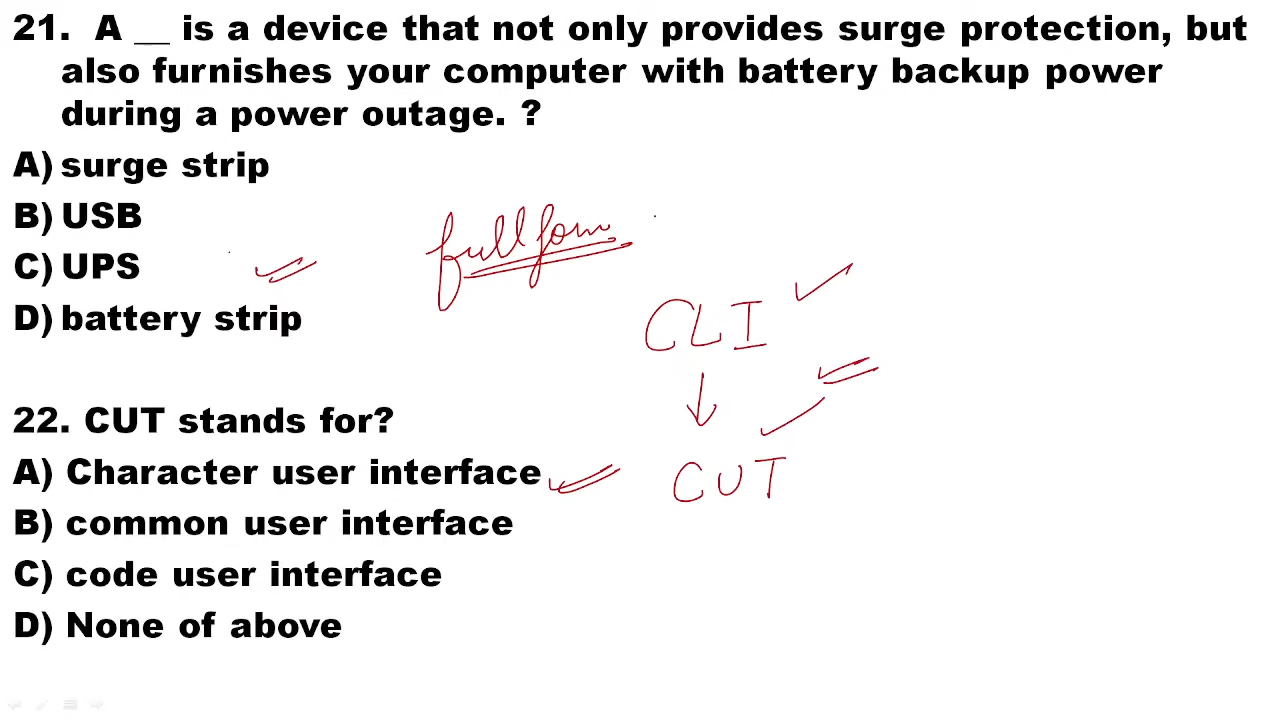 21. A __ is a device that not only provides surge protection, but
also furnishes your computer with battery backup power
during a power outage. ?
A) surge strip
B) USB
C) UPS
D) battery strip
full form
CLI
22. CUT stands for?
A) Character user interface
CUT
B) common user interface
C) code user interface
D) None of above